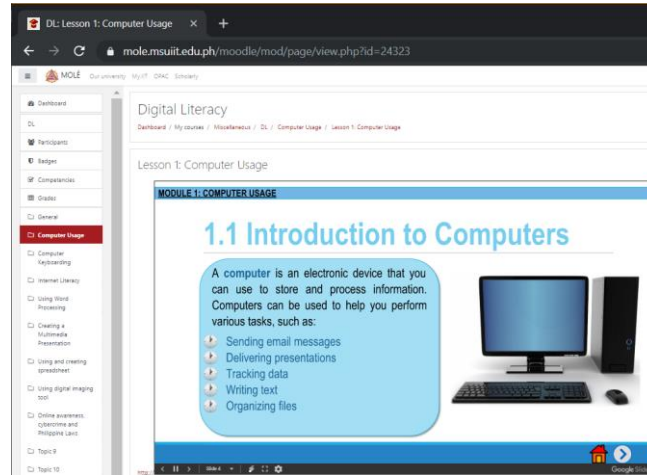 DL: Lesson 1: Computer Usage
mole.msuiit.edu.ph/moodle/mod/page/view.php?id=24323
MOLÉ Our university My.IIT OPAC Scholarly
Dashboard
DL
Participants
Badges
Competencies
Grades
General
Computer Usage
Computer
Keyboarding
Internet Literacy
Using Word
Processing
Creating a
Multimedia
Presentation
Using and creating
spreadsheet
Using digital imaging
tool
Online awareness,
cybercrime and
Philippine Laws
Topic 9
Topic 10
Digital Literacy
Dashboard / My courses / Miscellaneous / DL / Computer Usage / Lesson 1: Computer Usage
Lesson 1: Computer Usage
MODULE 1: COMPUTER USAGE
1.1 Introduction to Computers
A computer is an electronic device that you
can use to store and process information.
Computers can be used to help you perform
various tasks, such as:
Sending email messages
Delivering presentations
Tracking data
Writing text
Organizing files
Slide 4
Google Slide